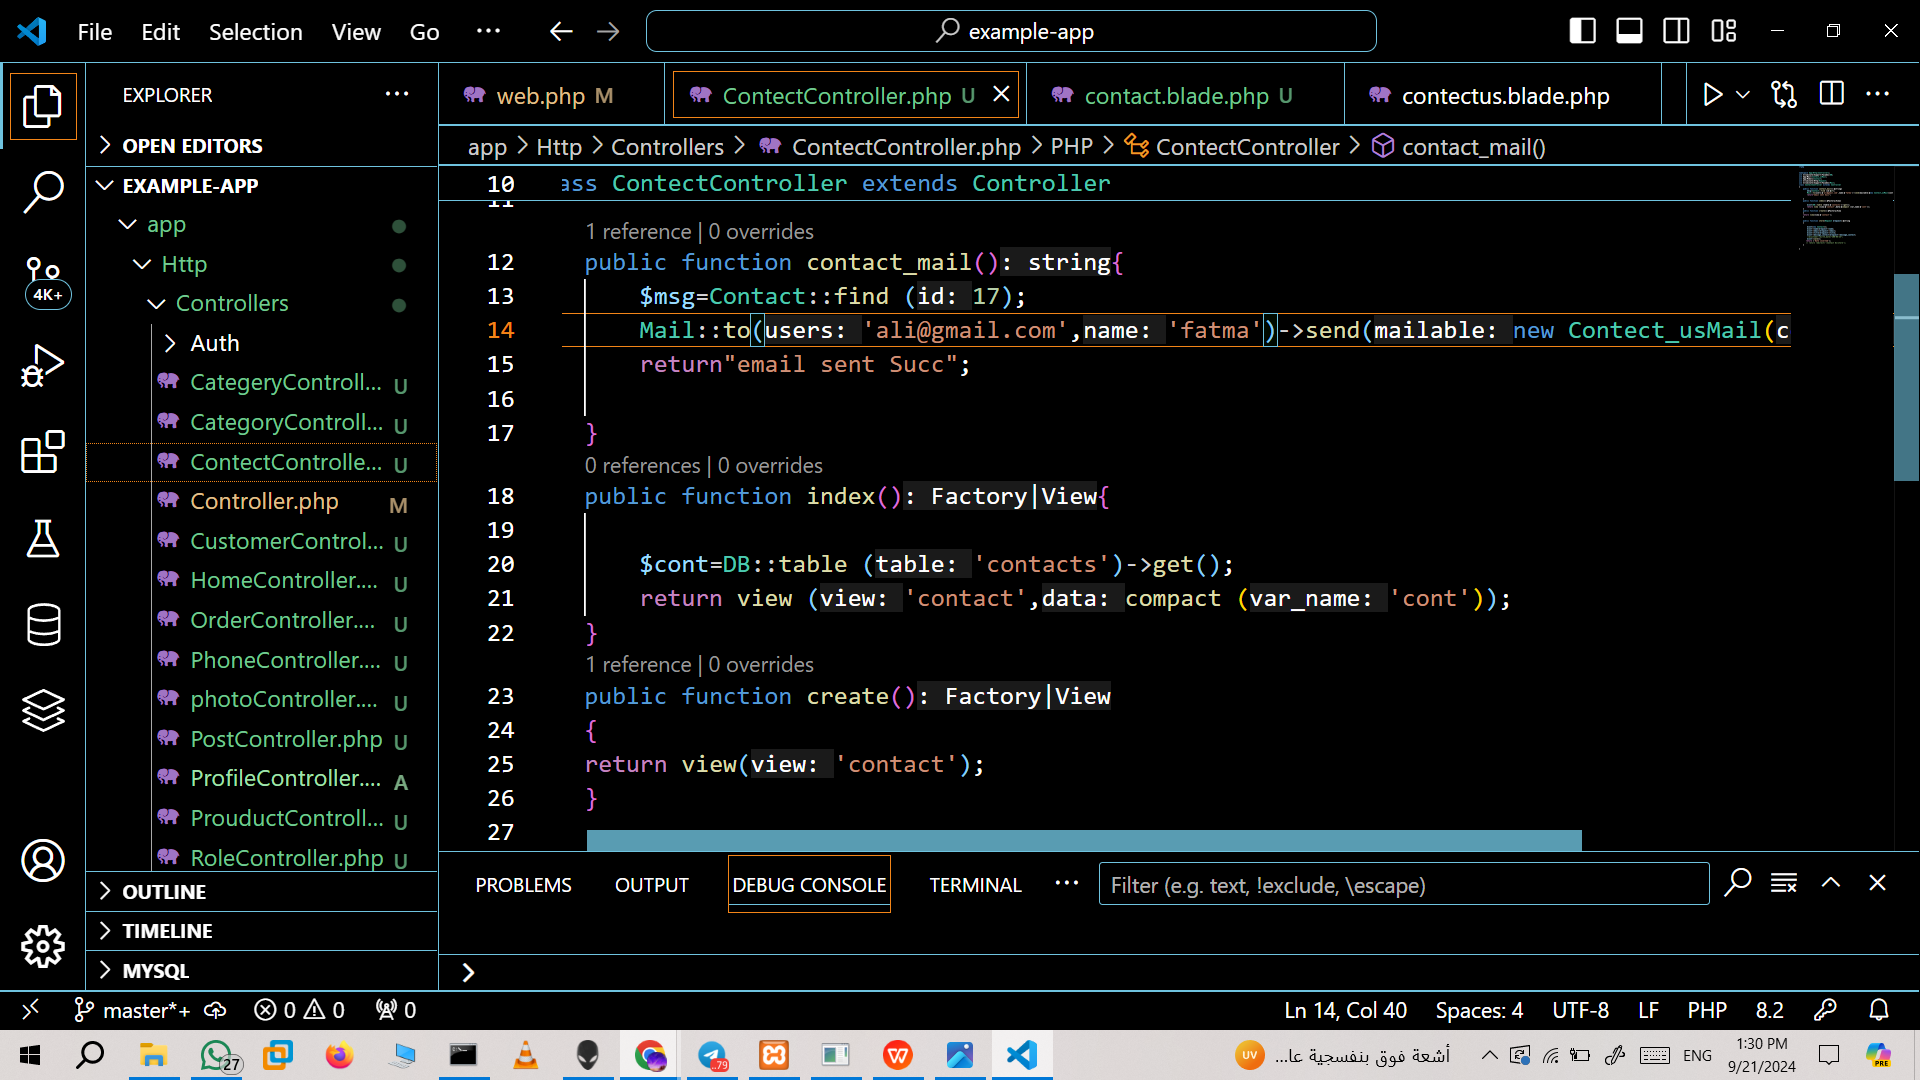 File Edit Selection View Go ··· example-app
EXPLORER ···
OPEN EDITORS
EXAMPLE-APP
app
Http
Controllers
Auth
CategeryControll... U
CategoryControll... U
ContectControlle... U
Controller.php M
CustomerControl... U
HomeController.... U
OrderController.... U
PhoneController.... U
photoController.... U
PostController.php U
ProfileController.... A
ProuductControll... U
RoleController.php U
OUTLINE
TIMELINE
MYSQL
4K+
web.php M ContectController.php U contact.blade.php U contectus.blade.php ···
app > Http > Controllers > ContectController.php > PHP > ContectController > contact_mail()
10 ass ContectController extends Controller
11
1 reference | 0 overrides
12 public function contact_mail(): string{
13 $msg=Contact::find (id: 17);
14 Mail::to(users: 'ali@gmail.com',name: 'fatma')->send(mailable: new Contect_usMail(c
15 return"email sent Succ";
16
17 }
0 references | 0 overrides
18 public function index(): Factory|View{
19
20 $cont=DB::table (table: 'contacts')->get();
21 return view (view: 'contact',data: compact (var_name: 'cont'));
22 }
1 reference | 0 overrides
23 public function create(): Factory|View
24 {
25 return view(view: 'contact');
26 }
27
PROBLEMS OUTPUT DEBUG CONSOLE TERMINAL ··· Filter (e.g. text, !exclude, \escape)
master*+ 0 0 0 Ln 14, Col 40 Spaces: 4 UTF-8 LF PHP 8.2
27 ..79 UV أشعة فوق بنفسجية عا... ENG 1:30 PM
9/21/2024
PRE